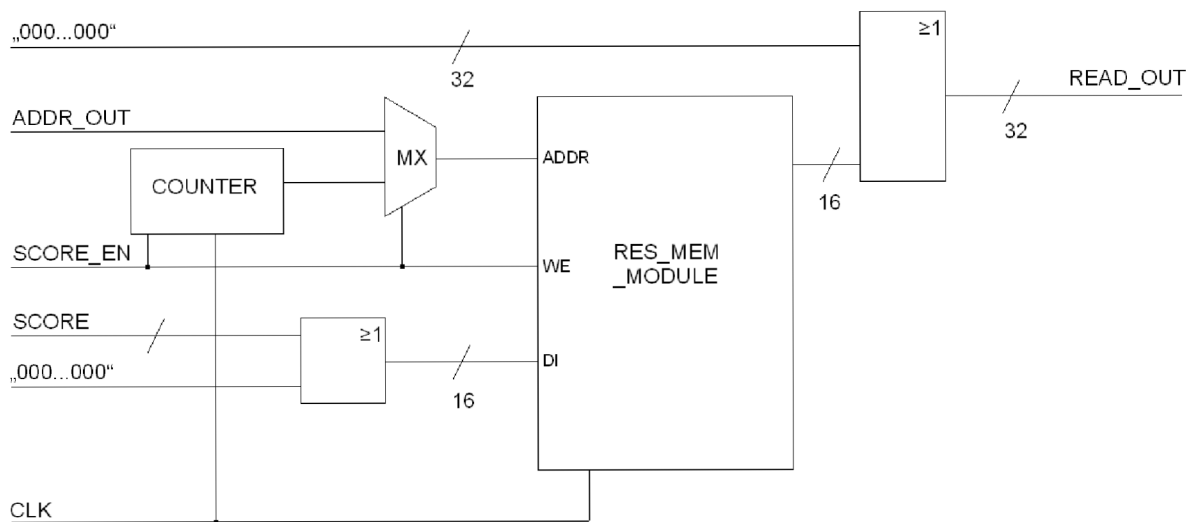 „000...000“
≥1
32
READ_OUT
32
ADDR_OUT
MX
ADDR
COUNTER
16
SCORE_EN
WE
RES_MEM
_MODULE
SCORE
≥1
DI
„000...000“
16
CLK